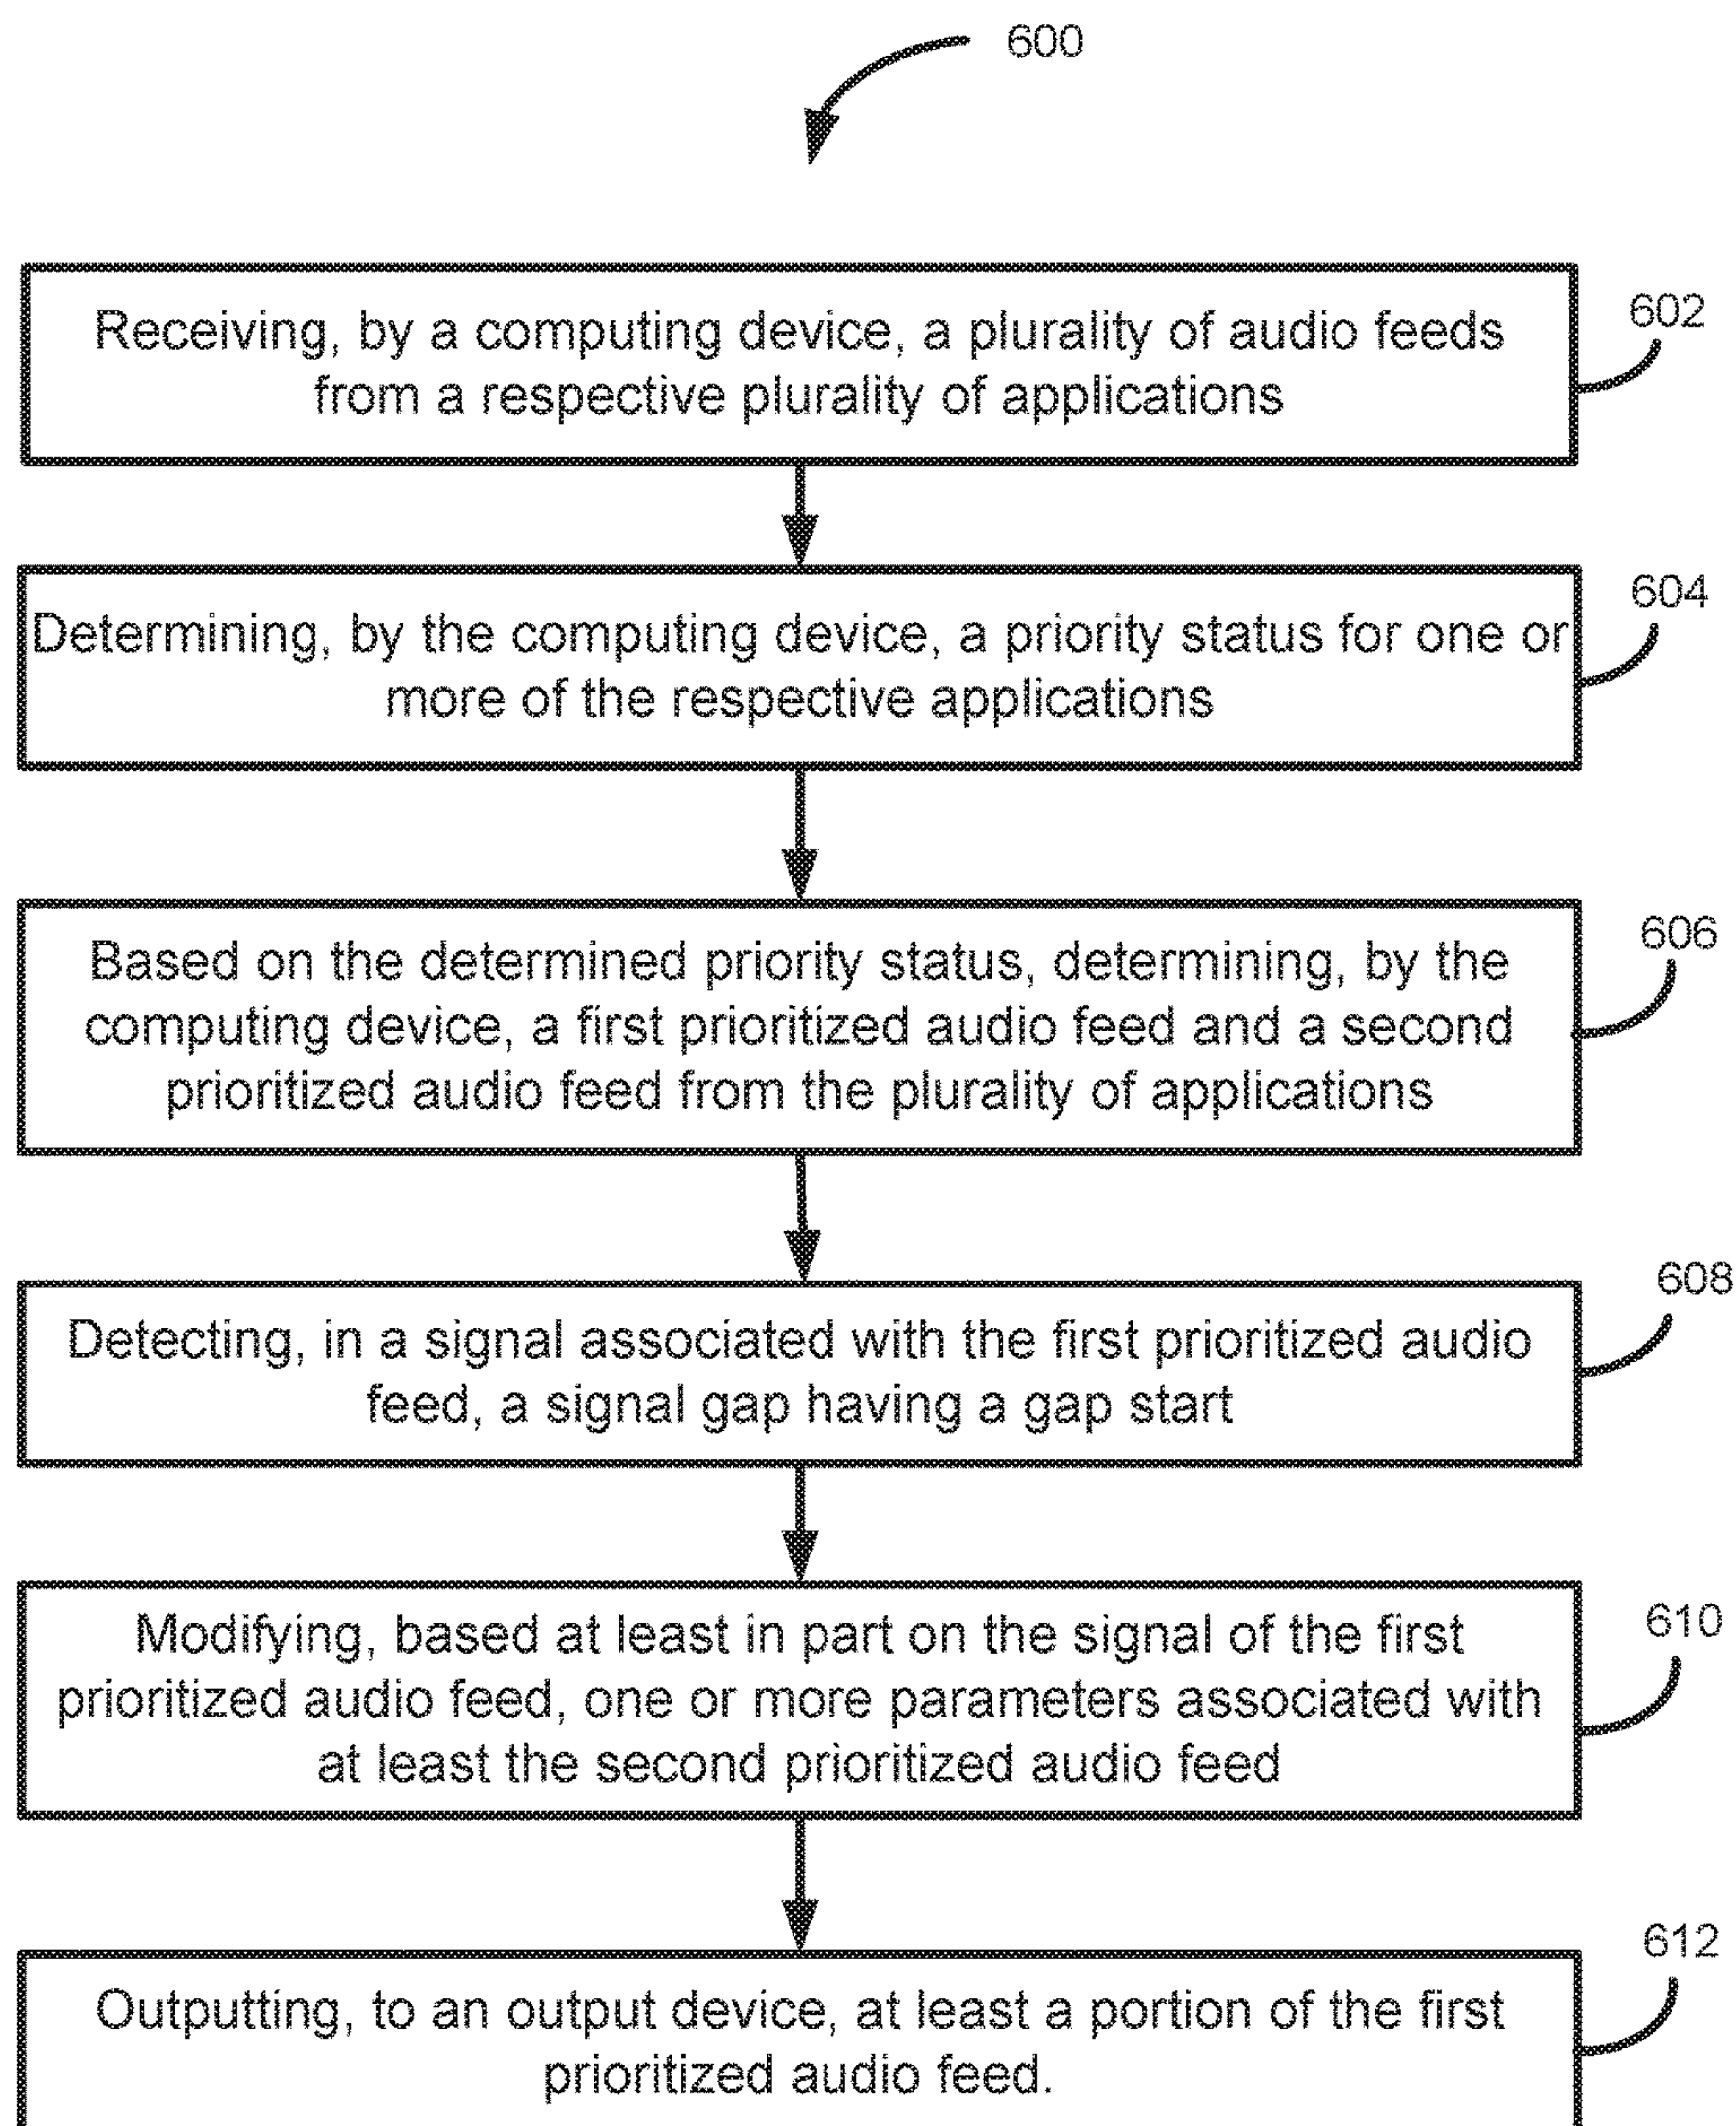 600
Receiving, by a computing device, a plurality of audio feeds
from a respective plurality of applications
602
Determining, by the computing device, a priority status for one or
more of the respective applications
604
Based on the determined priority status, determining, by the
computing device, a first prioritized audio feed and a second
prioritized audio feed from the plurality of applications
606
Detecting, in a signal associated with the first prioritized audio
feed, a signal gap having a gap start
608
Modifying, based at least in part on the signal of the first
prioritized audio feed, one or more parameters associated with
at least the second prioritized audio feed
610
Outputting, to an output device, at least a portion of the first
prioritized audio feed.
612